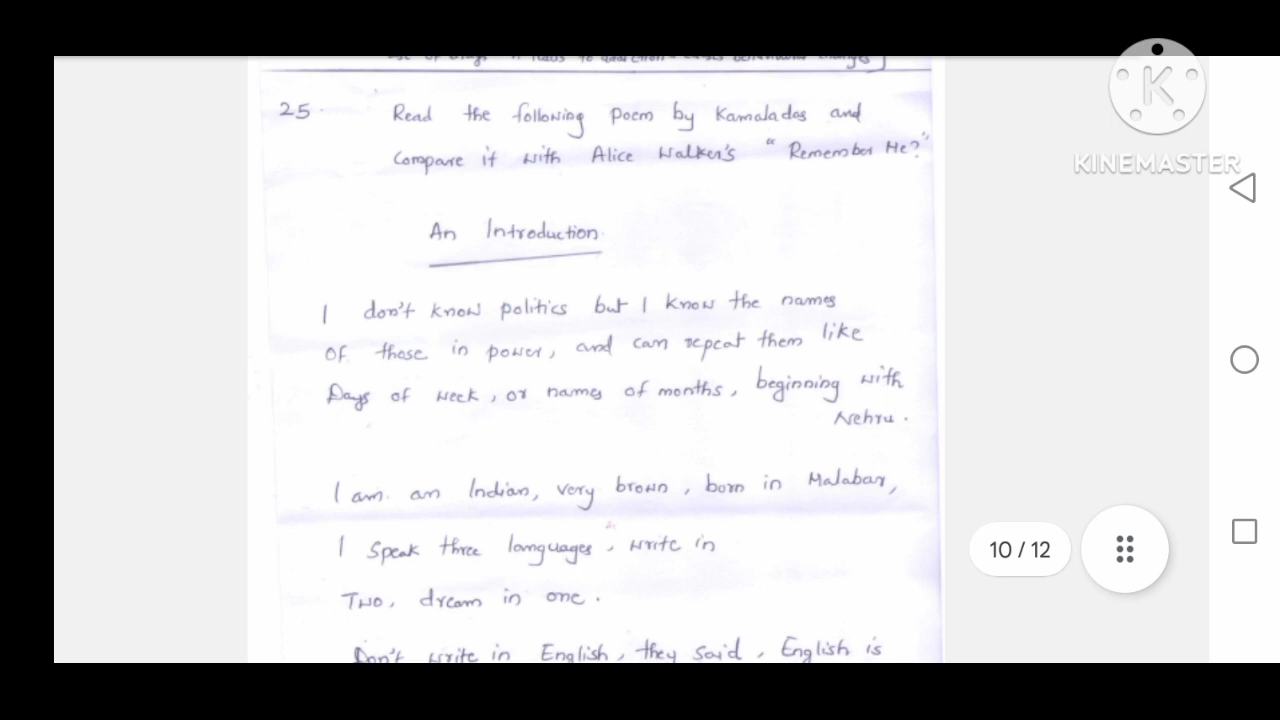 25. Read the following poem by Kamaladas and
Compare it with Alice Walker's "Remember Me?"
An Introduction.
I don't know politics but I know the names
Of those in power, and can repeat them like
Days of week, or names of months, beginning with
Nehru.
I am an Indian, very brown, born in Malabar,
I Speak three languages, write in
Two, dream in one.
Don't write in English, they said, English is
10 / 12
K
KINEMASTER